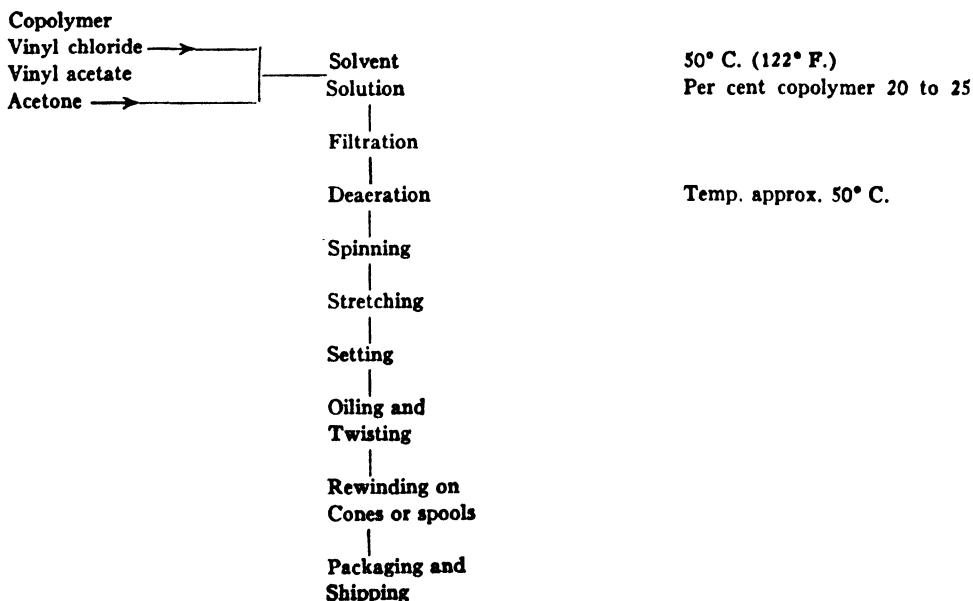 Copolymer
Vinyl chloride
Vinyl acetate
Acetone
Solvent
Solution
50° C. (122° F.)
Per cent copolymer 20 to 25
Filtration
Deaeration
Temp. approx. 50° C.
Spinning
Stretching
Setting
Oiling and
Twisting
Rewinding on
Cones or spools
Packaging and
Shipping